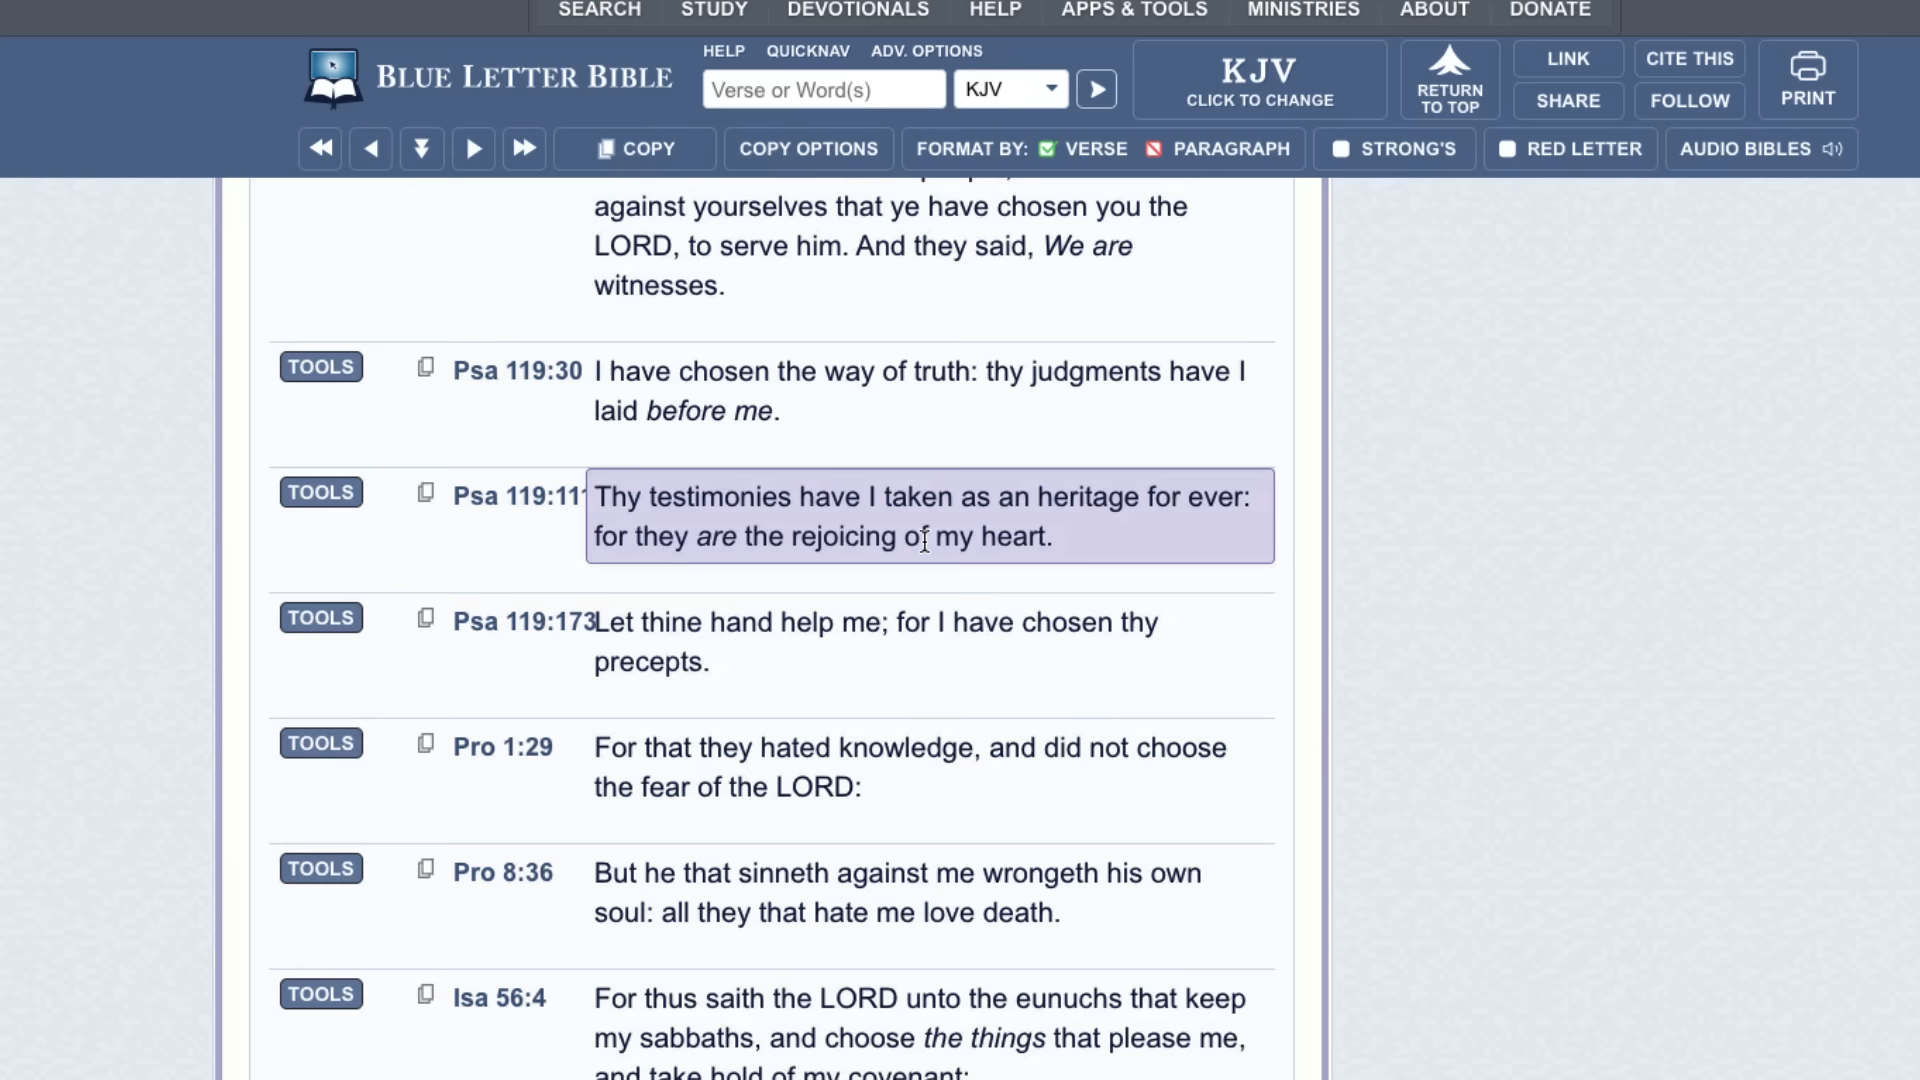 SEARCH STUDY DEVOTIONALS HELP APPS & TOOLS MINISTRIES ABOUT DONATE
BLUE LETTER BIBLE
HELP QUICKNAV ADV. OPTIONS
Verse or Word(s) KJV
KJV
CLICK TO CHANGE
RETURN
TO TOP
LINK CITE THIS
SHARE FOLLOW
PRINT
COPY COPY OPTIONS FORMAT BY: VERSE PARAGRAPH STRONG'S RED LETTER AUDIO BIBLES
against yourselves that ye have chosen you the
LORD, to serve him. And they said, We are
witnesses.
TOOLS Psa 119:30 I have chosen the way of truth: thy judgments have I
laid before me.
TOOLS Psa 119:111 Thy testimonies have I taken as an heritage for ever:
for they are the rejoicing of my heart.
TOOLS Psa 119:173 Let thine hand help me; for I have chosen thy
precepts.
TOOLS Pro 1:29 For that they hated knowledge, and did not choose
the fear of the LORD:
TOOLS Pro 8:36 But he that sinneth against me wrongeth his own
soul: all they that hate me love death.
TOOLS Isa 56:4 For thus saith the LORD unto the eunuchs that keep
my sabbaths, and choose the things that please me,
and take hold of my covenant;